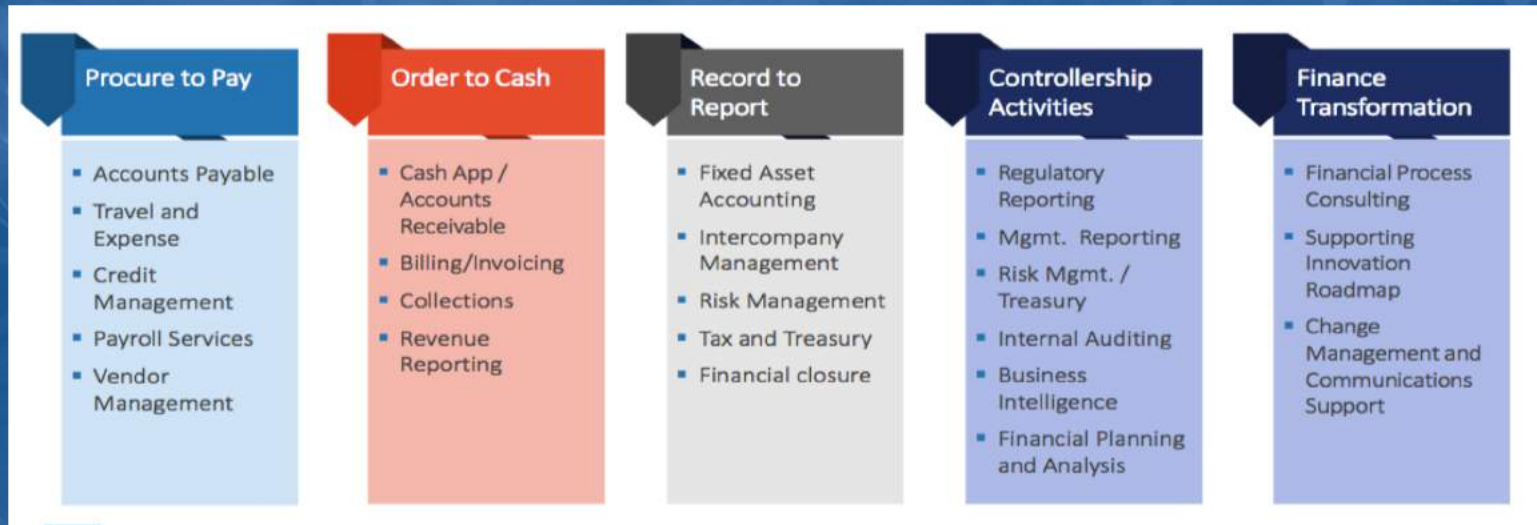 Procure to Pay
Accounts Payable
Travel and
Expense
Credit
Management
Payroll Services
Vendor
Management
Order to Cash
Cash App /
Accounts
Receivable
Billing/Invoicing
Collections
Revenue
Reporting
Record to
Report
Fixed Asset
Accounting
Intercompany
Management
Risk Management
Tax and Treasury
Financial closure
Controllership
Activities
Regulatory
Reporting
Mgmt. Reporting
Risk Mgmt. /
Treasury
Internal Auditing
Business
Intelligence
Financial Planning
and Analysis
Finance
Transformation
Financial Process
Consulting
Supporting
Innovation
Roadmap
Change
Management and
Communications
Support